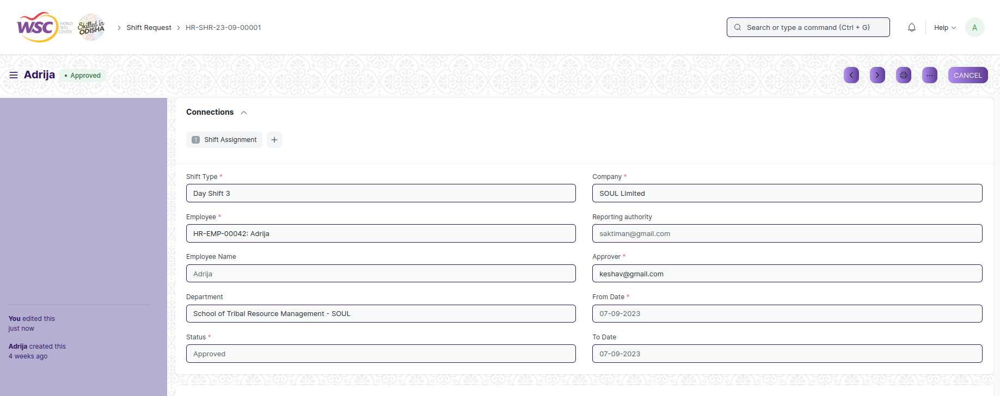 WSC WORLD SKILL CENTER Skilled in ODISHA Shift Request HR-SHR-23-09-00001 Search or type a command (Ctrl + G) Help A
Adrija Approved CANCEL
Connections
1 Shift Assignment
Shift Type *
Day Shift 3
Company *
SOUL Limited
Employee *
HR-EMP-00042: Adrija
Reporting authority
saktiman@gmail.com
Employee Name
Adrija
Approver *
keshav@gmail.com
Department
School of Tribal Resource Management - SOUL
From Date *
07-09-2023
Status *
Approved
To Date
07-09-2023
You edited this
just now
Adrija created this
4 weeks ago